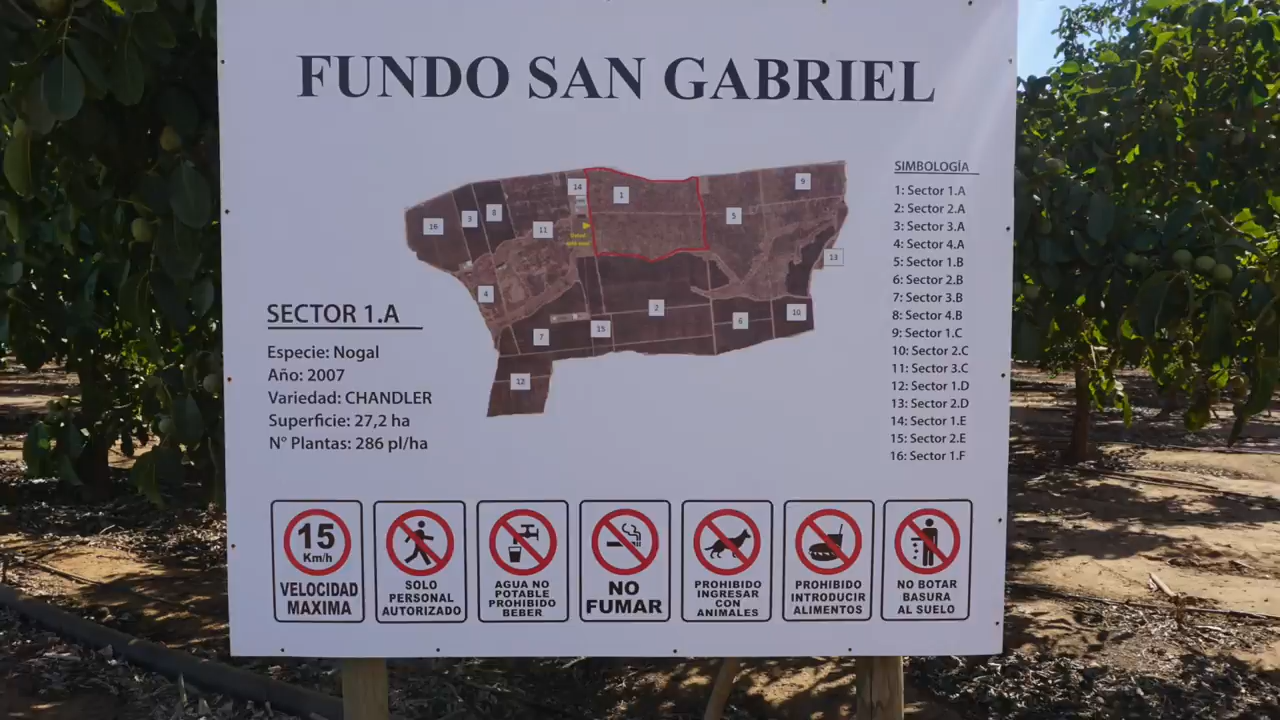 FUNDO SAN GABRIEL
SIMBOLOGÍA
1: Sector 1.A
2: Sector 2.A
3: Sector 3.A
4: Sector 4.A
5: Sector 1.B
6: Sector 2.B
7: Sector 3.B
8: Sector 4.B
9: Sector 1.C
10: Sector 2.C
11: Sector 3.C
12: Sector 1.D
13: Sector 2.D
14: Sector 1.E
15: Sector 2.E
16: Sector 1.F
14
1
9
16
3
8
11
5
13
4
2
15
7
6
10
12
SECTOR 1.A
Especie: Nogal
Año: 2007
Variedad: CHANDLER
Superficie: 27,2 ha
N° Plantas: 286 pl/ha
15
Km/h
VELOCIDAD
MAXIMA
SOLO
PERSONAL
AUTORIZADO
AGUA NO
POTABLE
PROHIBIDO
BEBER
NO
FUMAR
PROHIBIDO
INGRESAR
CON
ANIMALES
PROHIBIDO
INTRODUCIR
ALIMENTOS
NO BOTAR
BASURA
AL SUELO